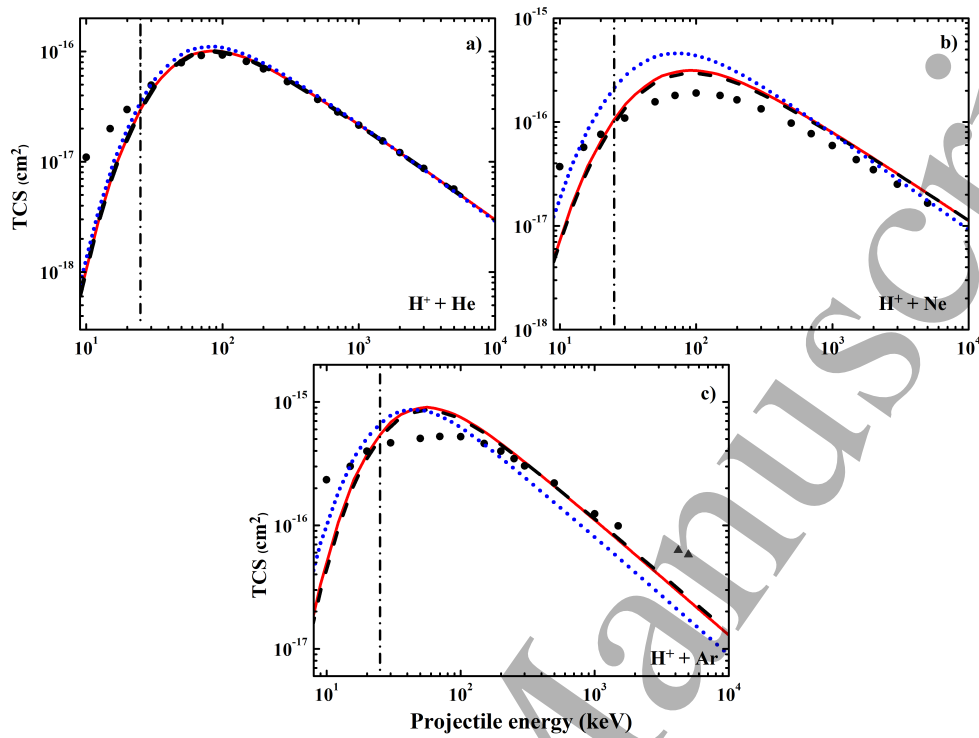 a)
TCS (cm²)
10⁻¹⁶
10⁻¹⁷
10⁻¹⁸
H⁺ + He
10¹ 10² 10³ 10⁴
b)
10⁻¹⁵
10⁻¹⁶
10⁻¹⁷
10⁻¹⁸
H⁺ + Ne
10¹ 10² 10³ 10⁴
c)
TCS (cm²)
10⁻¹⁵
10⁻¹⁶
10⁻¹⁷
H⁺ + Ar
10¹ 10² 10³ 10⁴
Projectile energy (keV)
Manuscri